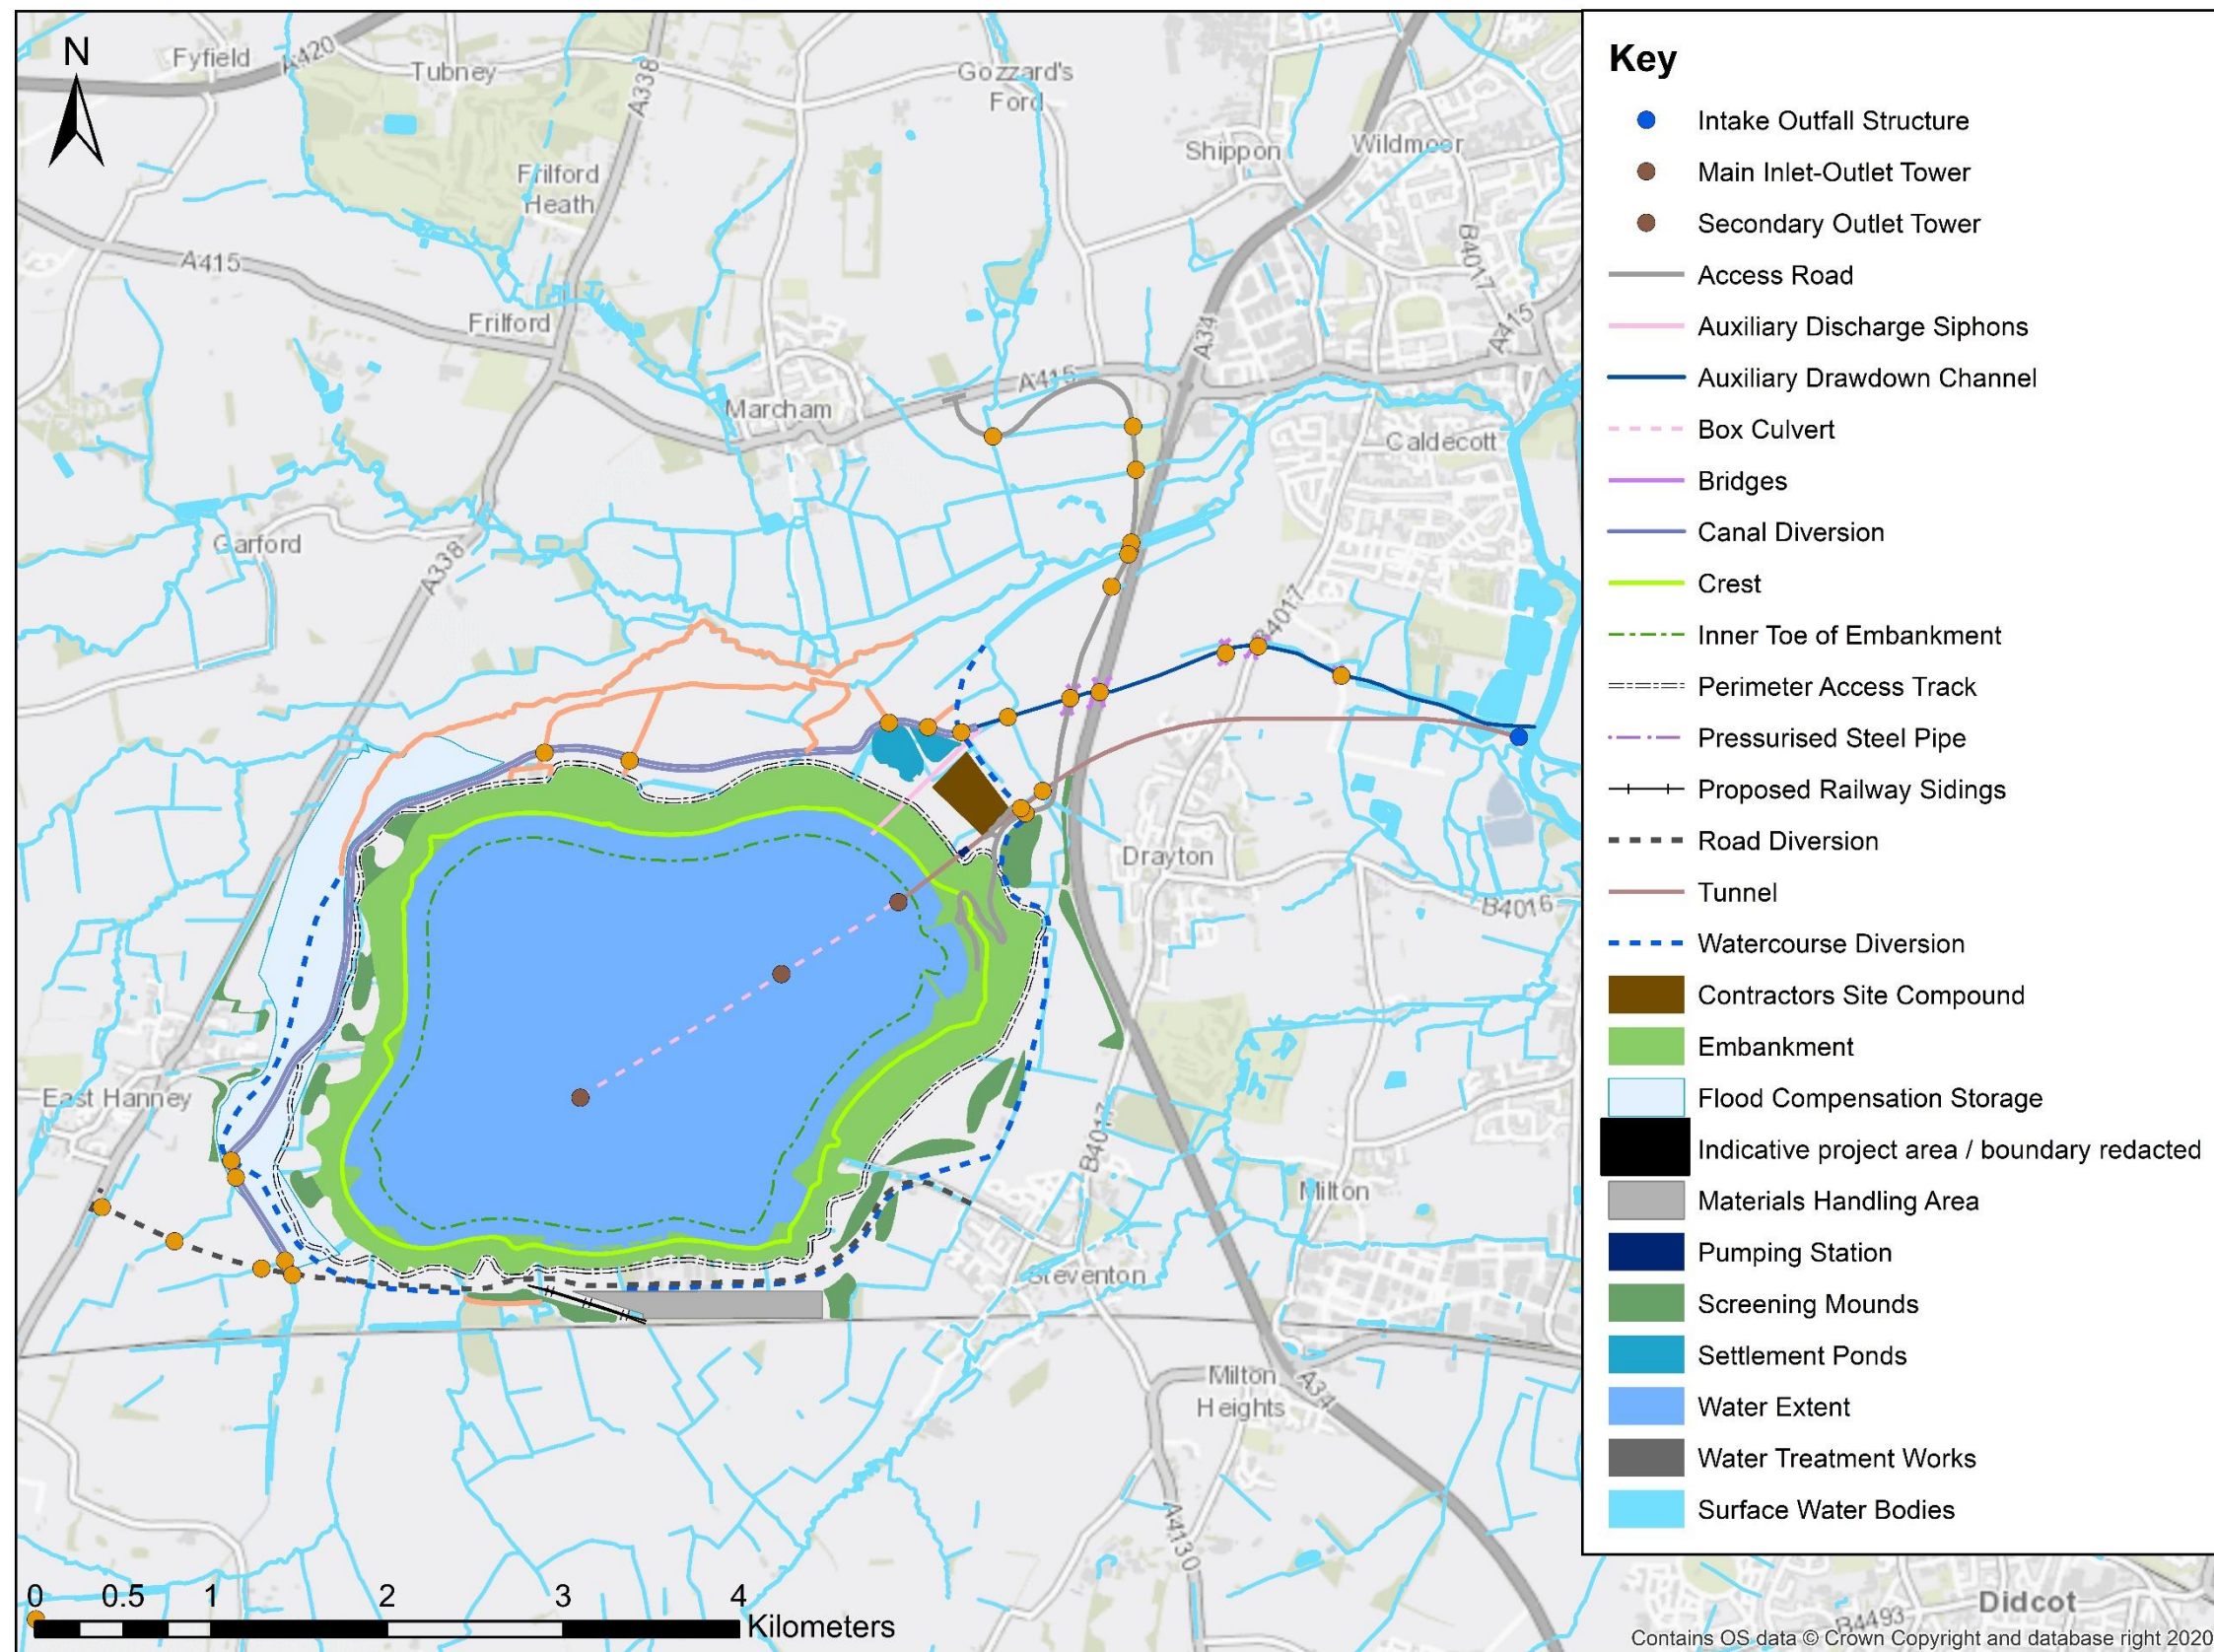 N
Fyfield
A420
Tubney
A338
Gozzard's
Ford
Shippon
Wildmoor
Frilford
Heath
B4017
A415
A415
Frilford
A34
A415
Marcham
Caldecott
Garford
A338
B4017
Drayton
B4016
East Hanney
B4017
Milton
Steventon
Milton
Heights
A34
A4130
0 0.5 1 2 3 4
Kilometers
Key
Intake Outfall Structure
Main Inlet-Outlet Tower
Secondary Outlet Tower
Access Road
Auxiliary Discharge Siphons
Auxiliary Drawdown Channel
Box Culvert
Bridges
Canal Diversion
Crest
Inner Toe of Embankment
Perimeter Access Track
Pressurised Steel Pipe
Proposed Railway Sidings
Road Diversion
Tunnel
Watercourse Diversion
Contractors Site Compound
Embankment
Flood Compensation Storage
Indicative project area / boundary redacted
Materials Handling Area
Pumping Station
Screening Mounds
Settlement Ponds
Water Extent
Water Treatment Works
Surface Water Bodies
Didcot
B4493
Contains OS data © Crown Copyright and database right 2020